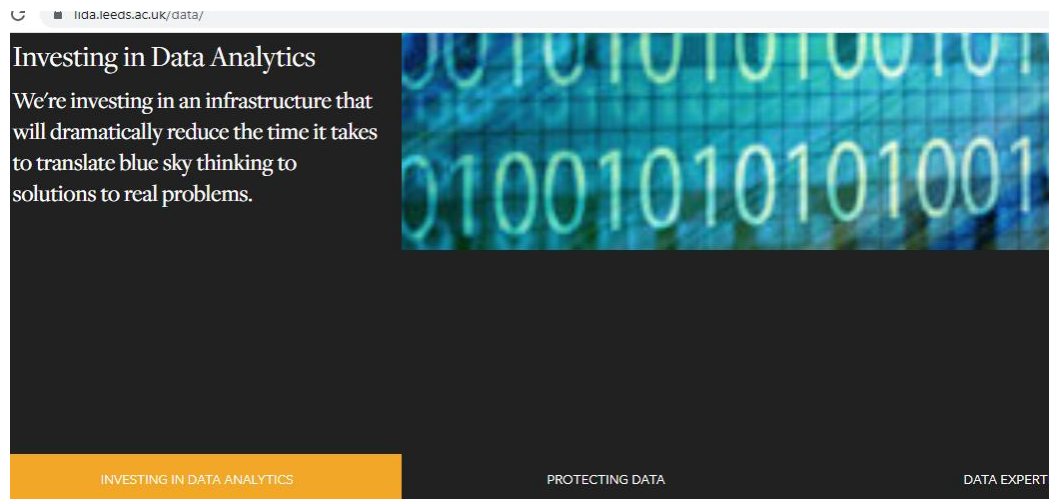 lida.leeds.ac.uk/data/
Investing in Data Analytics
We're investing in an infrastructure that
will dramatically reduce the time it takes
to translate blue sky thinking to
solutions to real problems.
010010101010011
INVESTING IN DATA ANALYTICS
PROTECTING DATA
DATA EXPERT